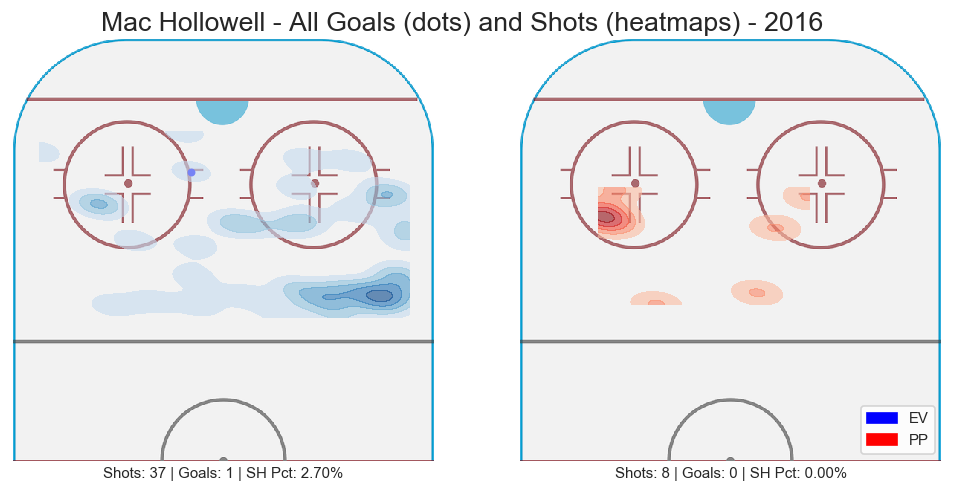 Mac Hollowell - All Goals (dots) and Shots (heatmaps) - 2016
EV
PP
Shots: 37 | Goals: 1 | SH Pct: 2.70%
Shots: 8 | Goals: 0 | SH Pct: 0.00%